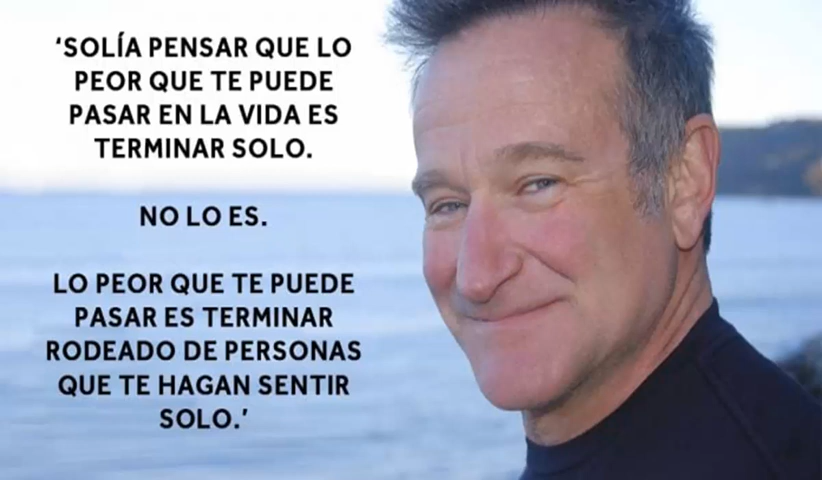 ‘SOLÍA PENSAR QUE LO
PEOR QUE TE PUEDE
PASAR EN LA VIDA ES
TERMINAR SOLO.
NO LO ES.
LO PEOR QUE TE PUEDE
PASAR ES TERMINAR
RODEADO DE PERSONAS
QUE TE HAGAN SENTIR
SOLO.’